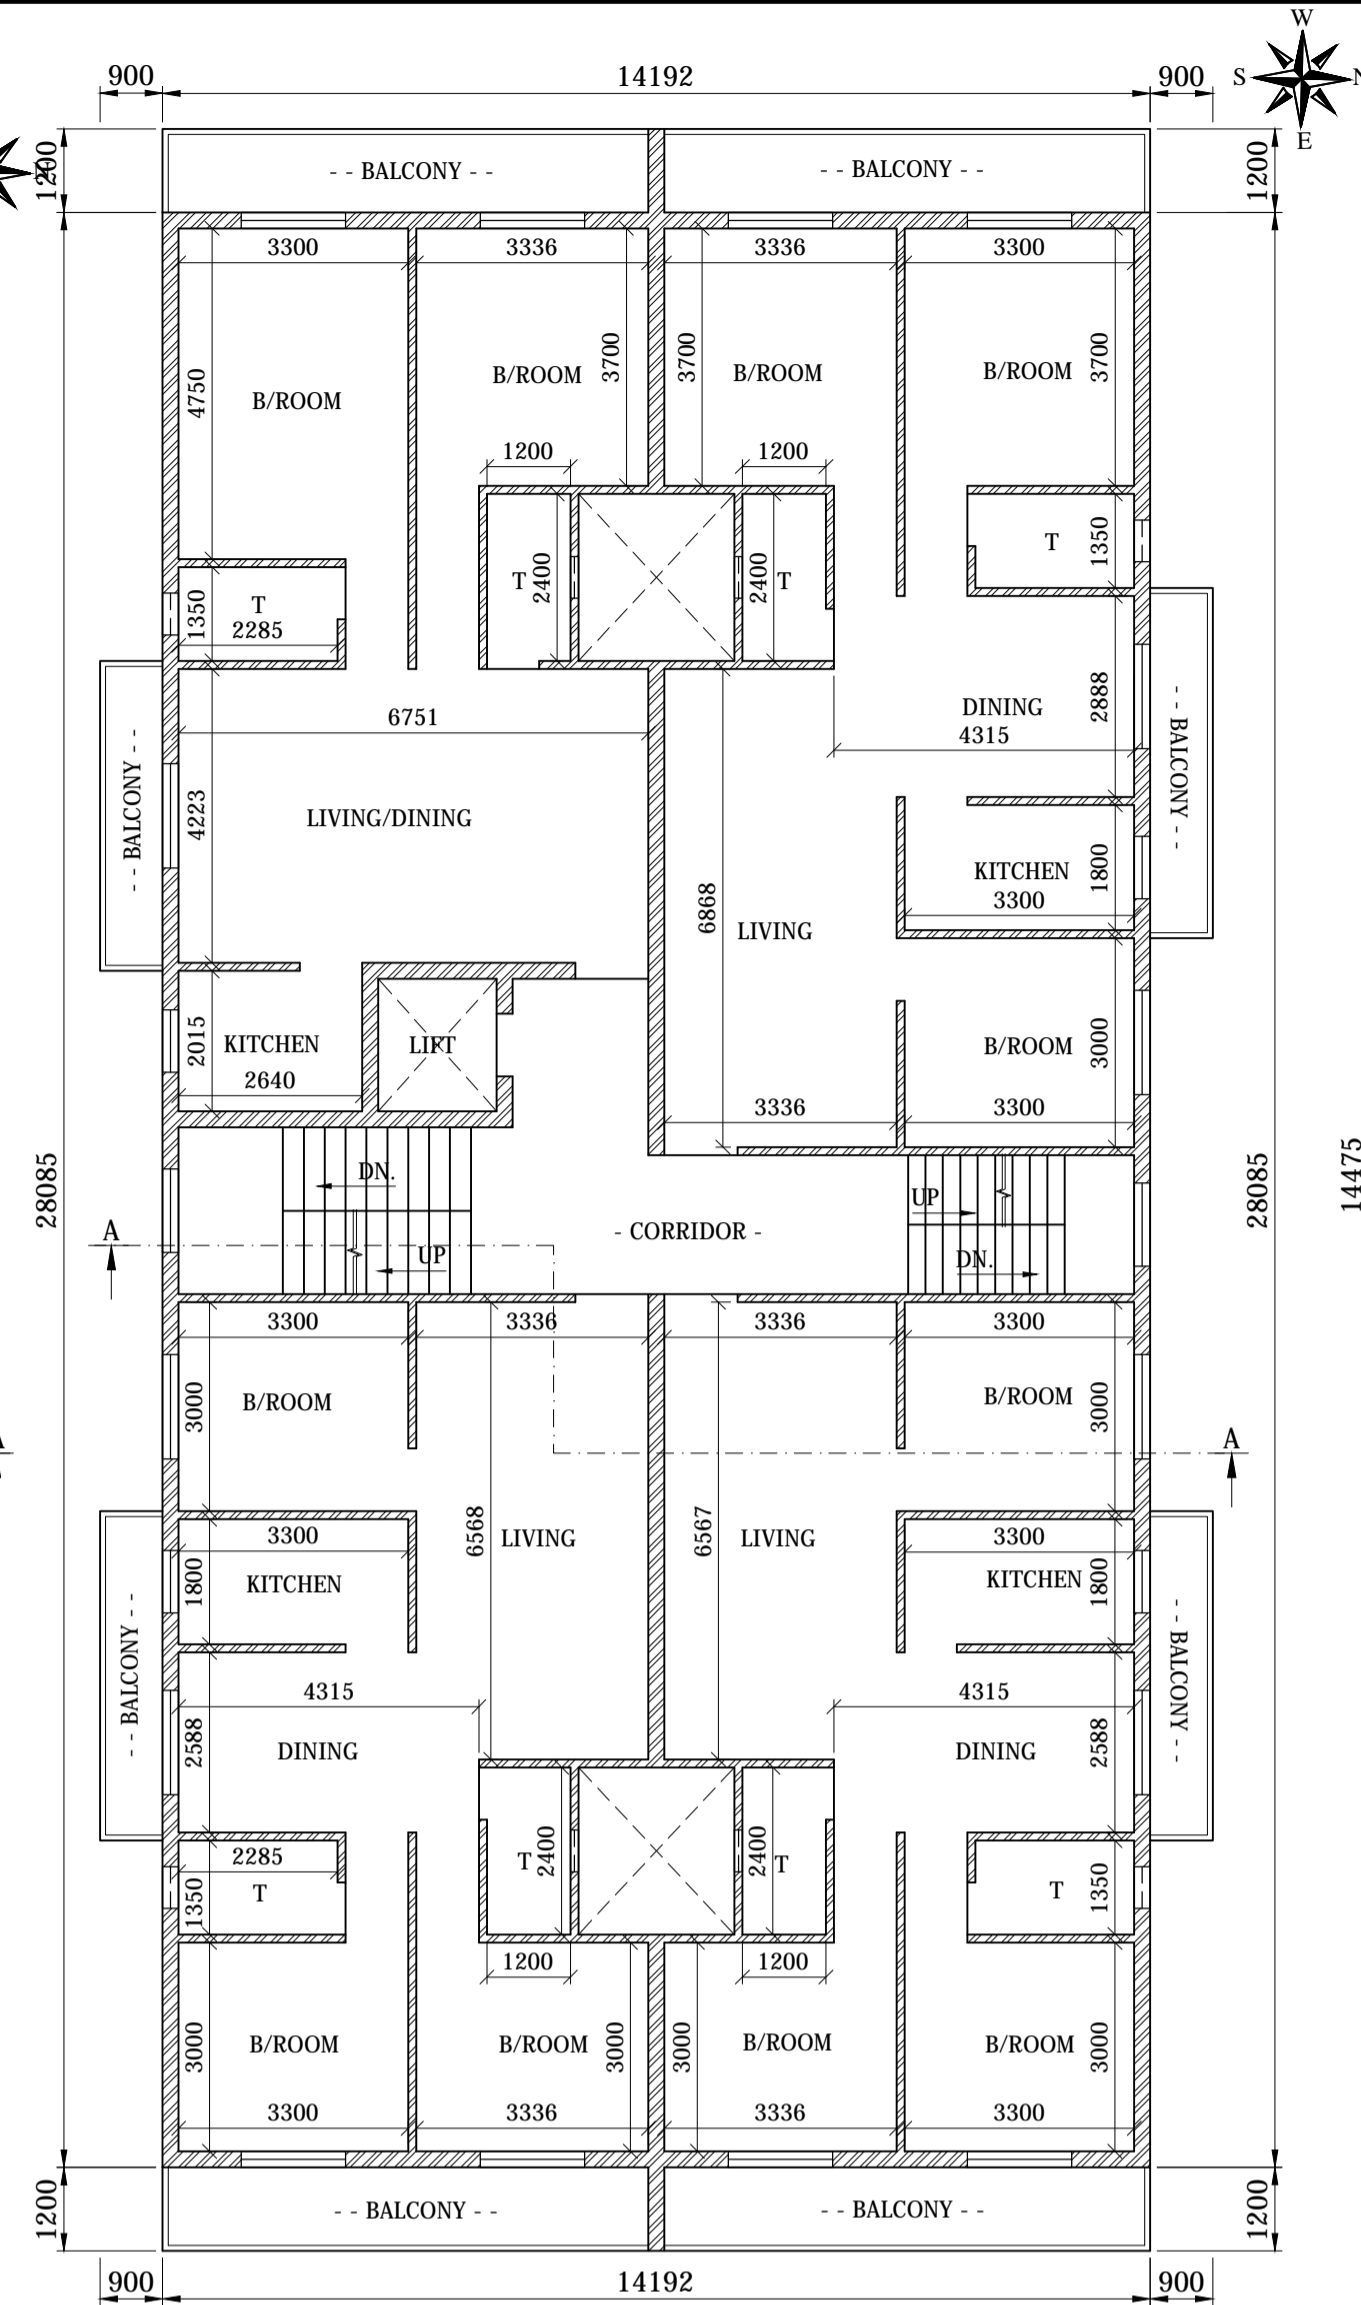 W
900
14192
900
S
N
E
1200
1200
- - BALCONY - -
- - BALCONY - -
3300
3336
3336
3300
4750
B/ROOM
B/ROOM
3700
3700
B/ROOM
B/ROOM
3700
1200
1200
T
2400
2400
T
T
1350
1350
T
2285
6751
DINING
4315
2888
- - BALCONY - -
- - BALCONY - -
4223
LIVING/DINING
6868
LIVING
KITCHEN
3300
1800
2015
KITCHEN
2640
LIFT
B/ROOM
3000
3336
3300
28085
28085
14475
DN.
UP
- CORRIDOR -
UP
DN.
A
3300
3336
3336
3300
3000
B/ROOM
B/ROOM
3000
A
6568
LIVING
6567
LIVING
3300
KITCHEN
1800
3300
KITCHEN
1800
- - BALCONY - -
- - BALCONY - -
4315
4315
2588
DINING
DINING
2588
2285
T
1350
T
2400
2400
T
T
1350
1200
1200
3000
B/ROOM
B/ROOM
3000
3000
B/ROOM
B/ROOM
3000
3300
3336
3336
3300
1200
- - BALCONY - -
- - BALCONY - -
1200
900
14192
900